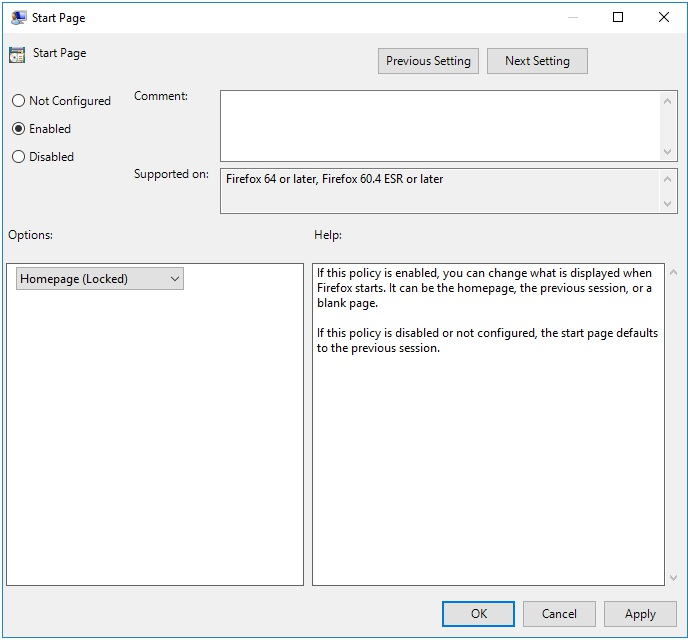 Start Page
Start Page
Previous Setting
Next Setting
Not Configured
Enabled
Disabled
Comment:
Supported on:
Firefox 64 or later, Firefox 60.4 ESR or later
Options:
Help:
Homepage (Locked)
If this policy is enabled, you can change what is displayed when
Firefox starts. It can be the homepage, the previous session, or a
blank page.
If this policy is disabled or not configured, the start page defaults
to the previous session.
OK
Cancel
Apply